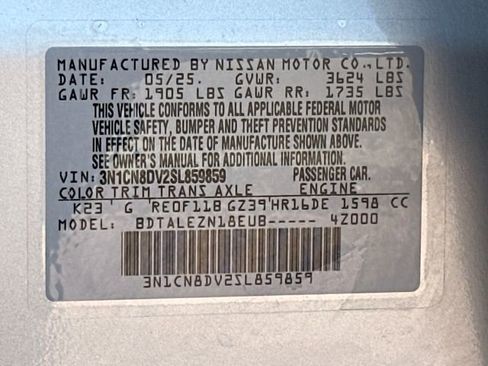 MANUFACTURED BY NISSAN MOTOR CO.,LTD.
DATE: 05/25. GVWR: 3624 LBS
GAWR FR: 1905 LBS GAWR RR: 1735 LBS
THIS VEHICLE CONFORMS TO ALL APPLICABLE FEDERAL MOTOR
VEHICLE SAFETY, BUMPER AND THEFT PREVENTION STANDARDS
IN EFFECT ON THE DATE OF MANUFACTURE SHOWN ABOVE.
SEE OWNER'S MANUAL FOR ADDITIONAL INFORMATION.
VIN: 3N1CN8DV2SL859859 PASSENGER CAR.
COLOR TRIM TRANS AXLE ENGINE
K23 G RE0F11B GZ39 HR16DE 1598 CC
MODEL: BDTALEZN18EUB----- 4Z000
3N1CN8DV2SL859859